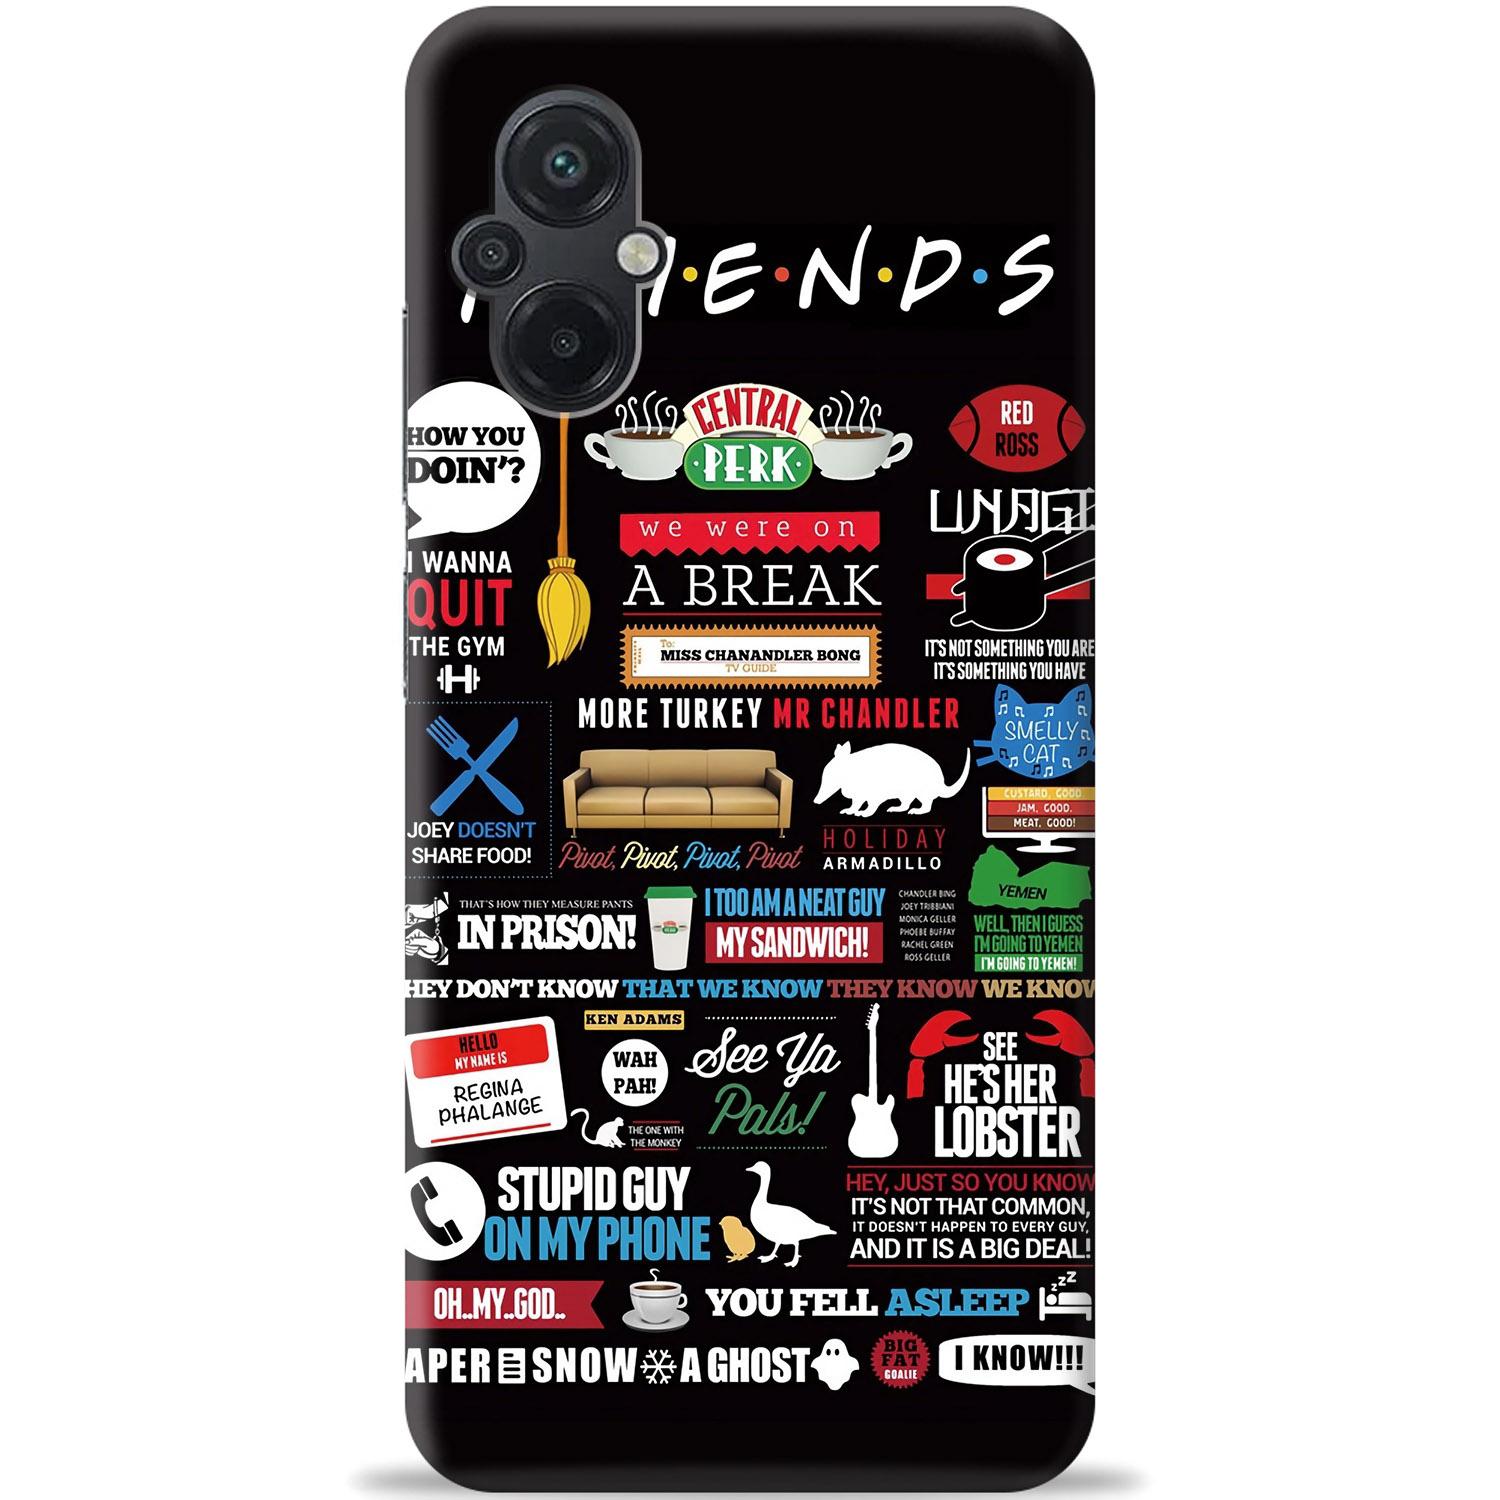 I·E·N·D·S
HOW YOU
DOIN'?
CENTRAL
·PERK·
RED
ROSS
I WANNA
QUIT
THE GYM
we were on
A BREAK
UNAGI
IT'S NOT SOMETHING YOU ARE
IT'S SOMETHING YOU HAVE
To:
MISS CHANANDLER BONG
TV GUIDE
MORE TURKEY MR CHANDLER
SMELLY
CAT
CUSTARD, GOOD.
JAM, GOOD.
MEAT, GOOD!
JOEY DOESN'T
SHARE FOOD!
Pivot, Pivot, Pivot, Pivot
HOLIDAY
ARMADILLO
YEMEN
WELL, THEN I GUESS
I'M GOING TO YEMEN
I'M GOING TO YEMEN!
THAT'S HOW THEY MEASURE PANTS
IN PRISON!
I TOO AM A NEAT GUY
MY SANDWICH!
CHANDLER BING
JOEY TRIBBIANI
MONICA GELLER
PHOEBE BUFFAY
RACHEL GREEN
ROSS GELLER
HEY DON'T KNOW THAT WE KNOW THEY KNOW WE KNOW
HELLO
MY NAME IS
REGINA
PHALANGE
KEN ADAMS
WAH
PAH!
THE ONE WITH
THE MONKEY
See Ya
Pals!
SEE
HE'S HER
LOBSTER
STUPID GUY
ON MY PHONE
HEY, JUST SO YOU KNOW
IT'S NOT THAT COMMON,
IT DOESN'T HAPPEN TO EVERY GUY,
AND IT IS A BIG DEAL!
OH..MY..GOD..
YOU FELL ASLEEP
zzz
APER SNOW A GHOST
BIG
FAT
GOALIE
I KNOW!!!